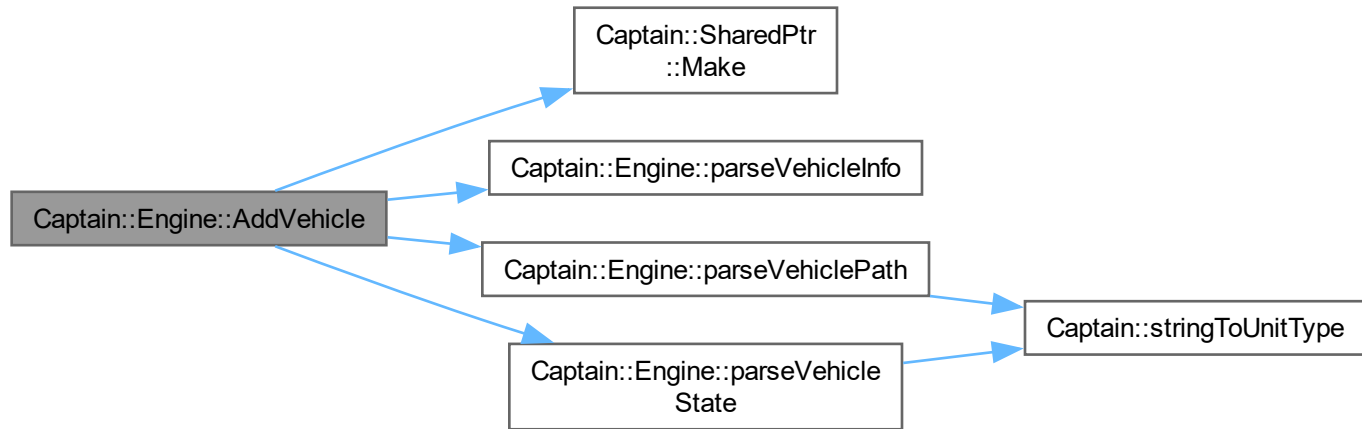 Captain::SharedPtr
::Make
Captain::Engine::parseVehicleInfo
Captain::Engine::AddVehicle
Captain::Engine::parseVehiclePath
Captain::stringToUnitType
Captain::Engine::parseVehicle
State